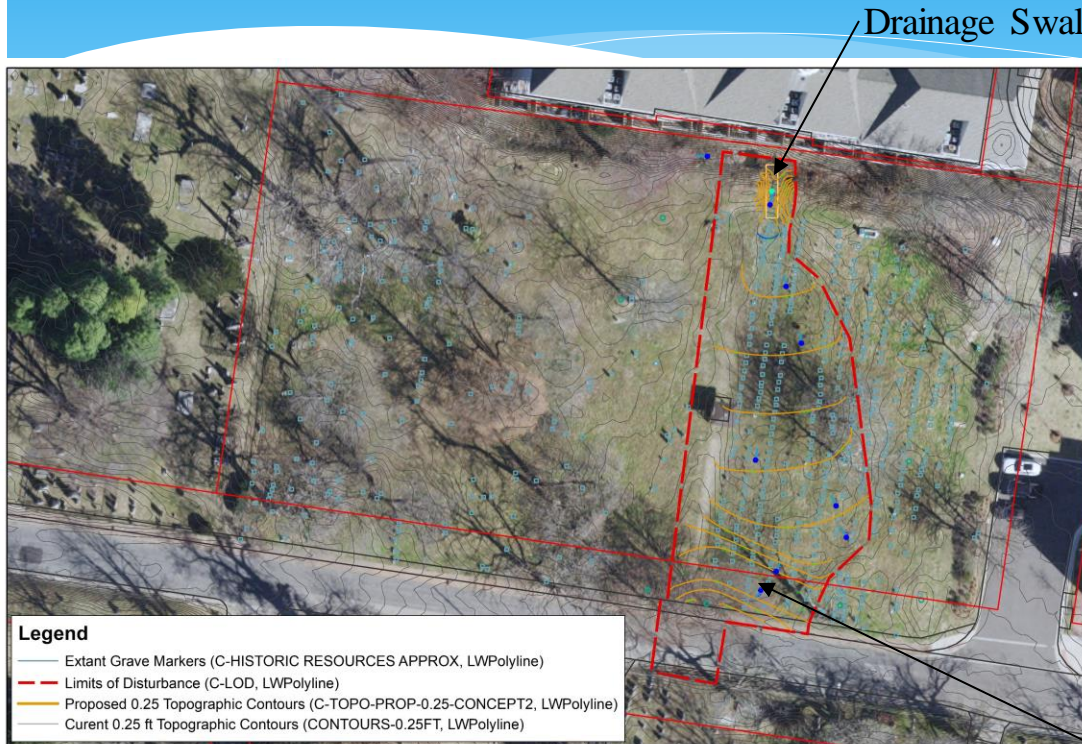 Drainage Swal
Legend
Extant Grave Markers (C-HISTORIC RESOURCES APPROX, LWPolyline)
Limits of Disturbance (C-LOD, LWPolyline)
Proposed 0.25 Topographic Contours (C-TOPO-PROP-0.25-CONCEPT2, LWPolyline)
Curent 0.25 ft Topographic Contours (CONTOURS-0.25FT, LWPolyline)